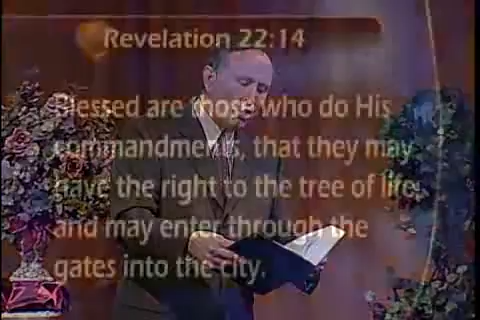 Revelation 22:14
Blessed are those who do His
commandments, that they may
have the right to the tree of life,
and may enter through the
gates into the city.